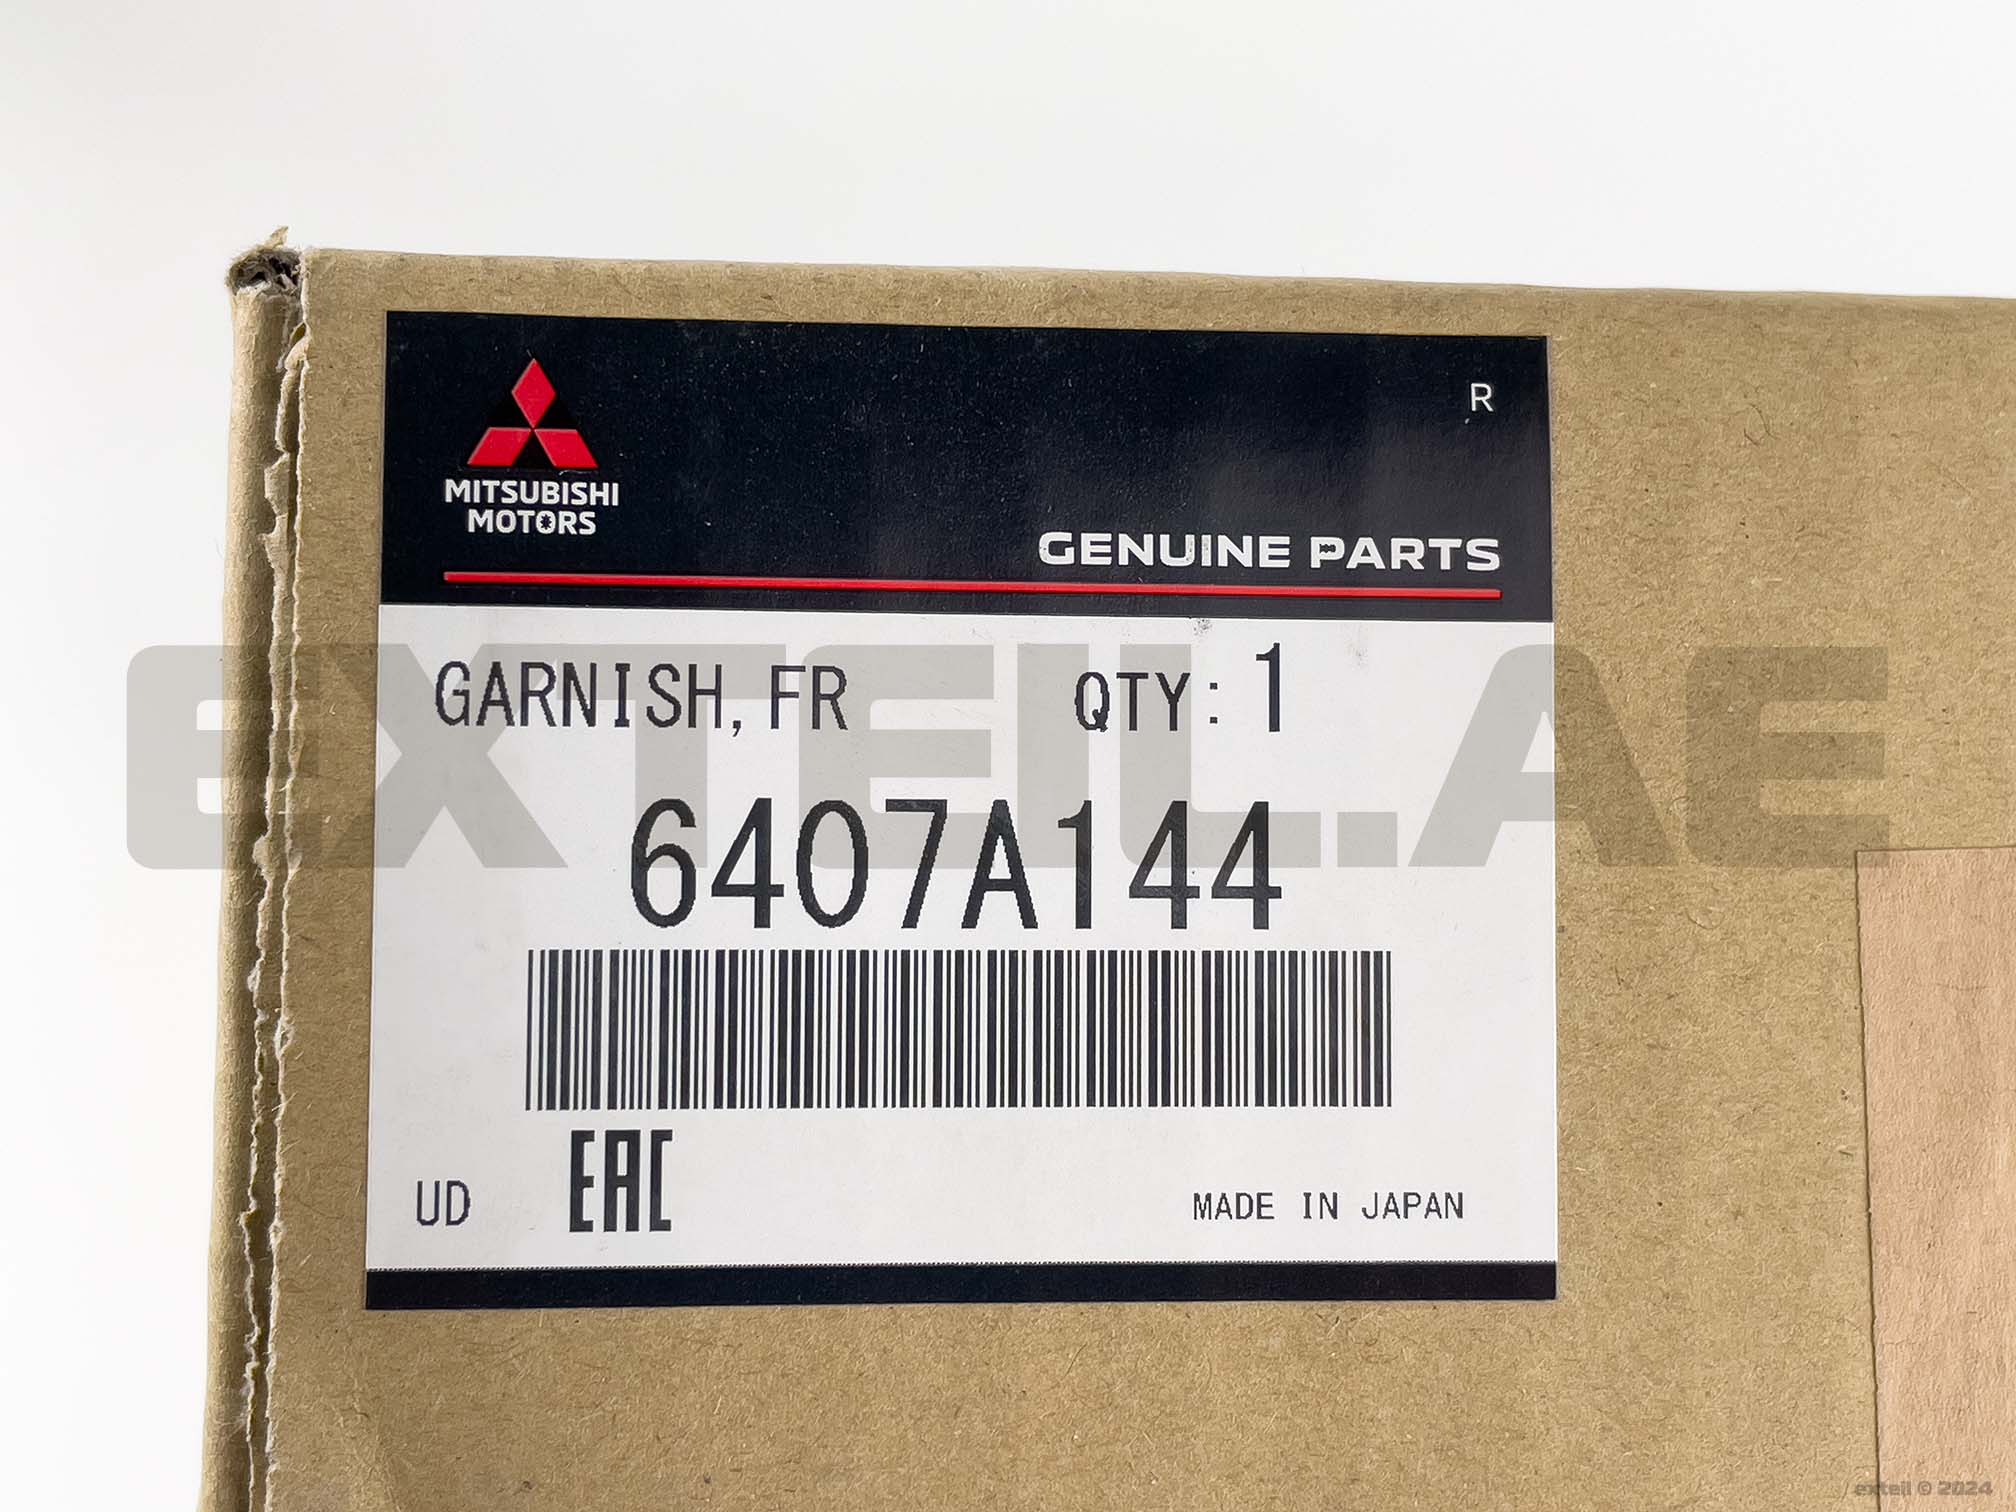 R
MITSUBISHI
MOTORS
GENUINE PARTS
GARNISH, FR QTY: 1
EXTEIL.AE
6407A144
UD EAC MADE IN JAPAN
exteil © 2024